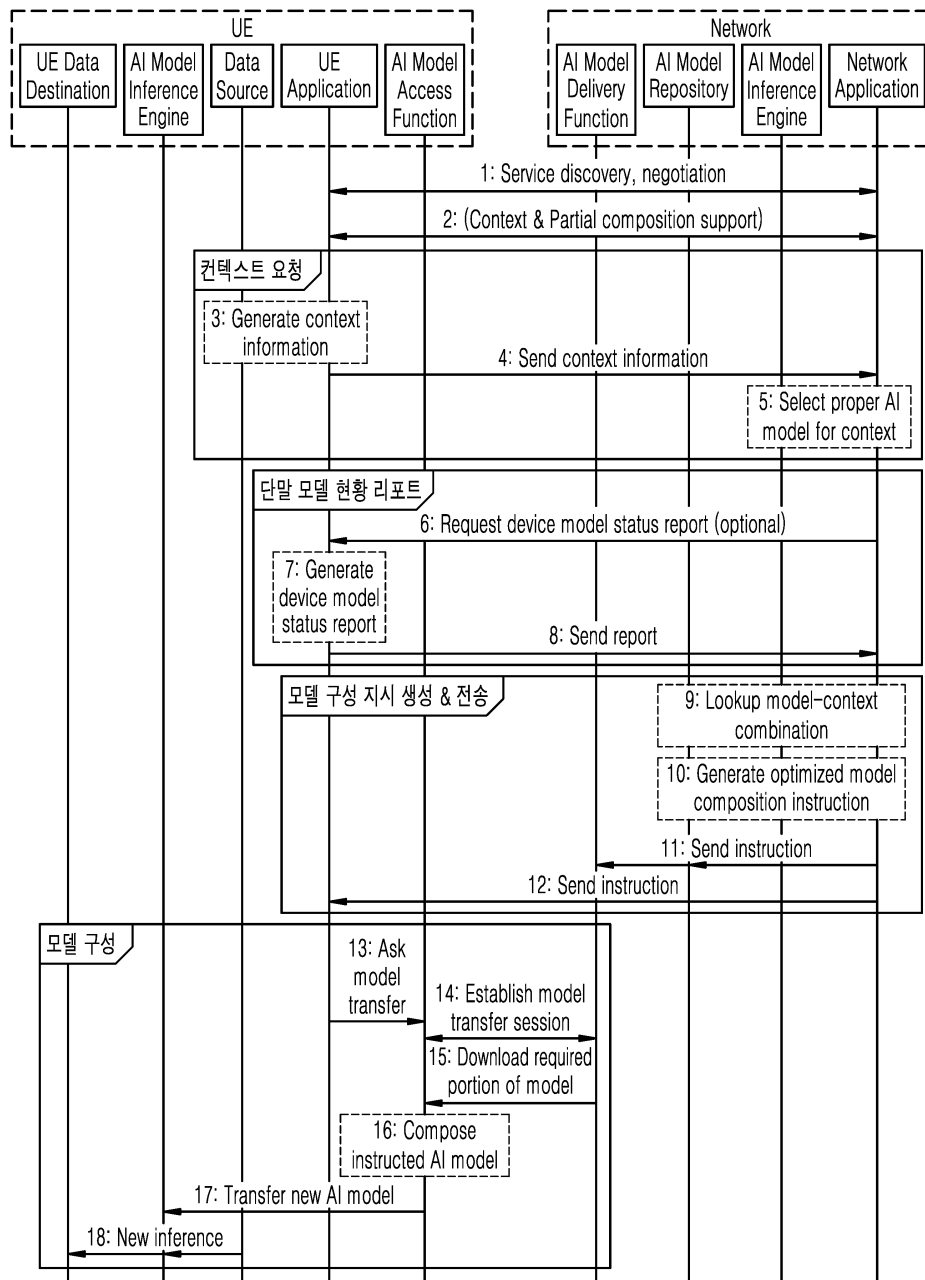 UE
Network
UE Data
Destination
AI Model
Inference
Engine
Data
Source
UE
Application
AI Model
Access
Function
AI Model
Delivery
Function
AI Model
Repository
AI Model
Inference
Engine
Network
Application
1: Service discovery, negotiation
2: (Context & Partial composition support)
컨텍스트 요청
3: Generate context
information
4: Send context information
5: Select proper AI
model for context
단말 모델 현황 리포트
6: Request device model status report (optional)
7: Generate
device model
status report
8: Send report
모델 구성 지시 생성 & 전송
9: Lookup model-context
combination
10: Generate optimized model
composition instruction
11: Send instruction
12: Send instruction
모델 구성
13: Ask
model
transfer
14: Establish model
transfer session
15: Download required
portion of model
16: Compose
instructed AI model
17: Transfer new AI model
18: New inference